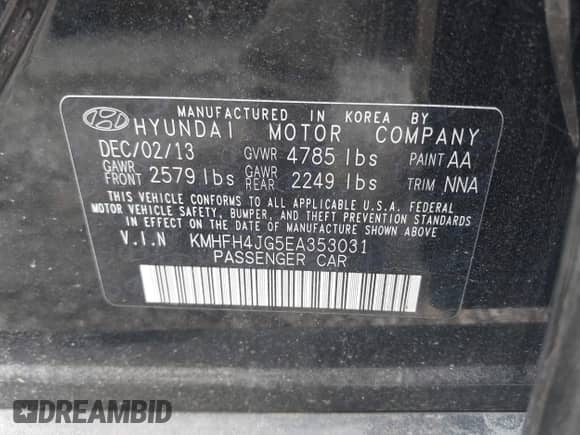 MANUFACTURED IN KOREA BY
HYUNDAI MOTOR COMPANY
DEC/02/13 GVWR 4785 lbs PAINT AA
GAWR FRONT 2579 lbs GAWR REAR 2249 lbs TRIM NNA
THIS VEHICLE CONFORMS TO ALL APPLICABLE U.S.A. FEDERAL
MOTOR VEHICLE SAFETY, BUMPER, AND THEFT PREVENTION STANDARDS
IN EFFECT ON THE DATE OF MANUFACTURE SHOWN ABOVE.
V.I.N KMHFH4JG5EA353031
PASSENGER CAR
DREAMBID